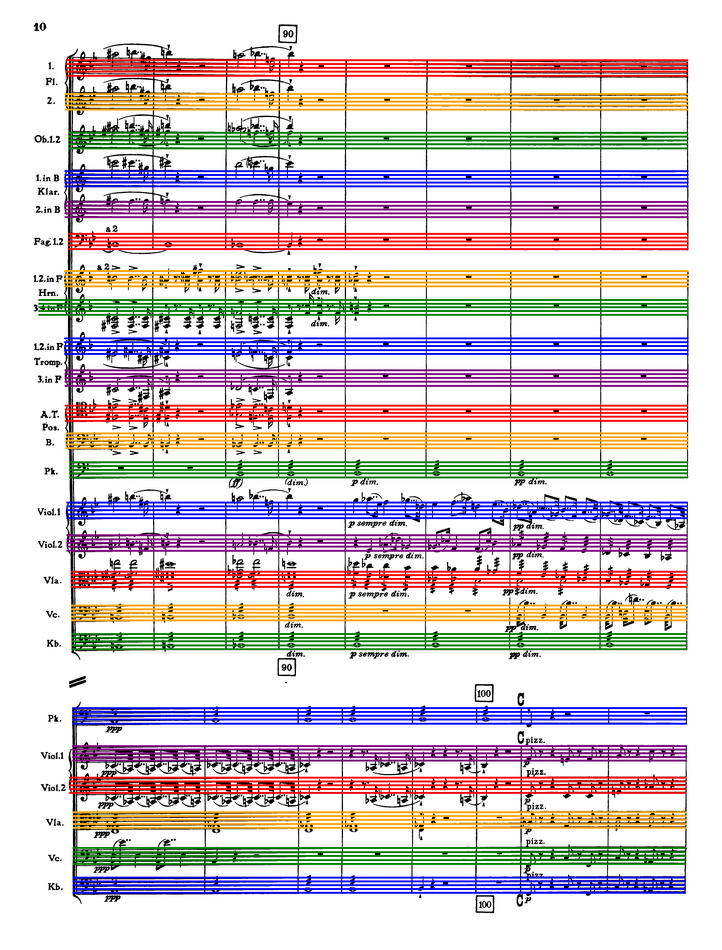 10
90
1.
Fl.
2.
Ob.1.2
1. in B
Klar.
2. in B
Fag. 1.2
a 2
1.2. in F
a 2
Hrn.
dim.
dim.
1.2. in F
Tromp.
3. in F
A.T.
Pos.
B.
Pk.
(ff) (dim.) p dim. pp dim.
Viol.1
p sempre dim. pp dim.
Viol.2
p sempre dim. pp dim.
Vla.
dim. p sempre dim. pp dim.
Vc.
dim. pp dim.
Kb.
dim. p sempre dim. pp dim.
90
100
Pk.
ppp
pizz.
Viol.1
ppp p
pizz.
Viol.2
ppp p
pizz.
Vla.
ppp p
pizz.
Vc.
ppp p
pizz.
Kb.
ppp p
100